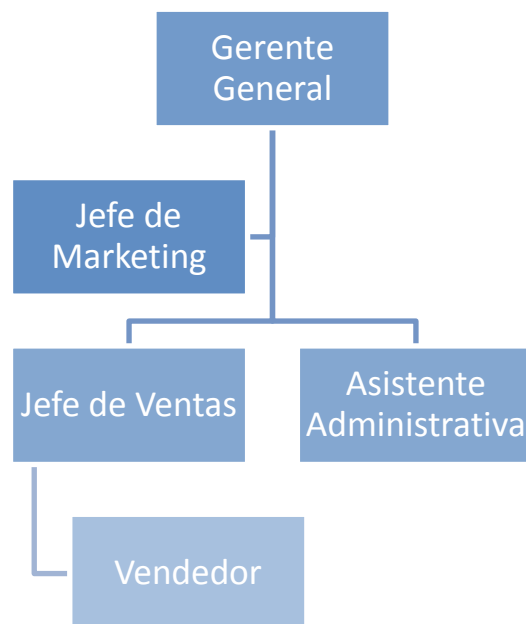 Gerente
General
Jefe de
Marketing
Jefe de Ventas
Asistente
Administrativa
Vendedor